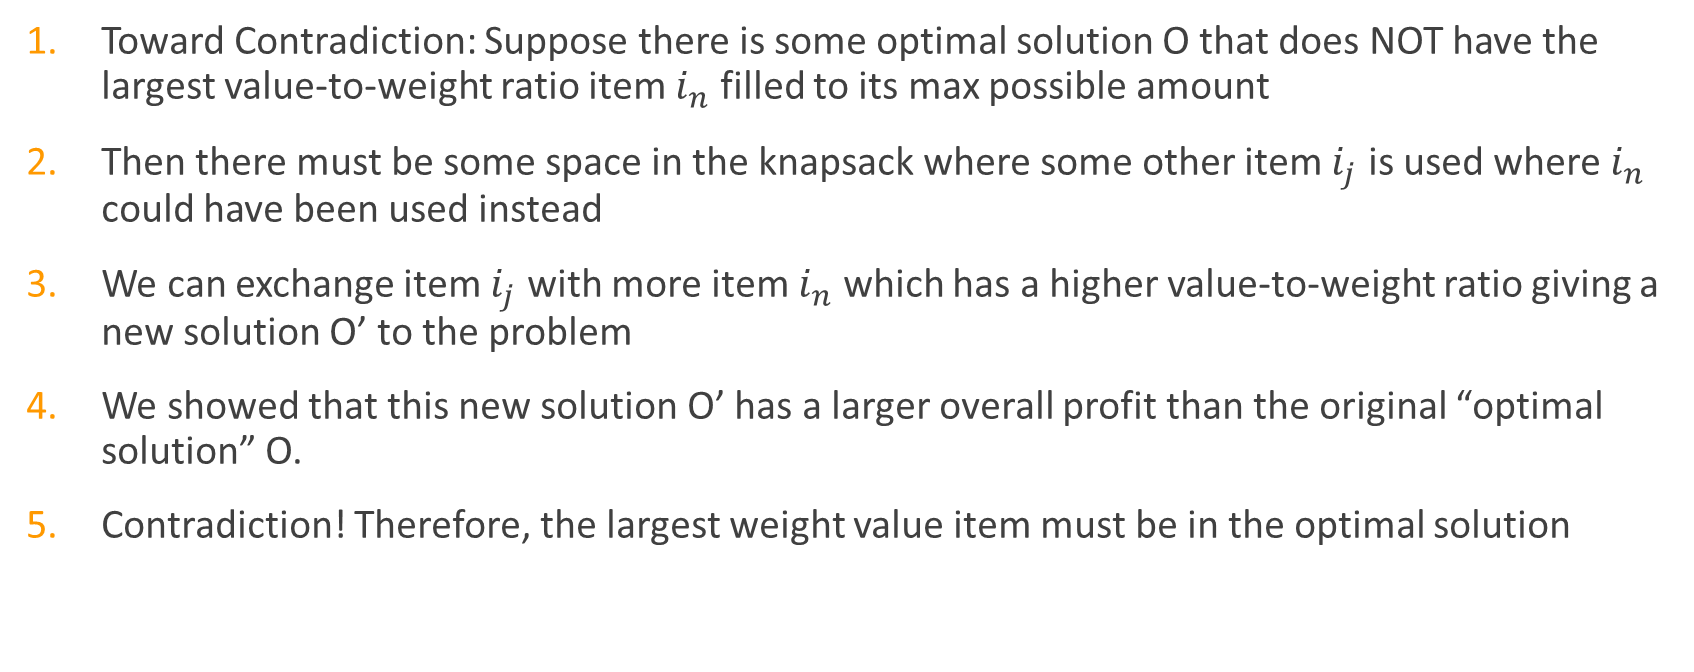 1. Toward Contradiction: Suppose there is some optimal solution O that does NOT have the
largest value-to-weight ratio item iₙ filled to its max possible amount
2. Then there must be some space in the knapsack where some other item iⱼ is used where iₙ
could have been used instead
3. We can exchange item iⱼ with more item iₙ which has a higher value-to-weight ratio giving a
new solution O’ to the problem
4. We showed that this new solution O’ has a larger overall profit than the original “optimal
solution” O.
5. Contradiction! Therefore, the largest weight value item must be in the optimal solution